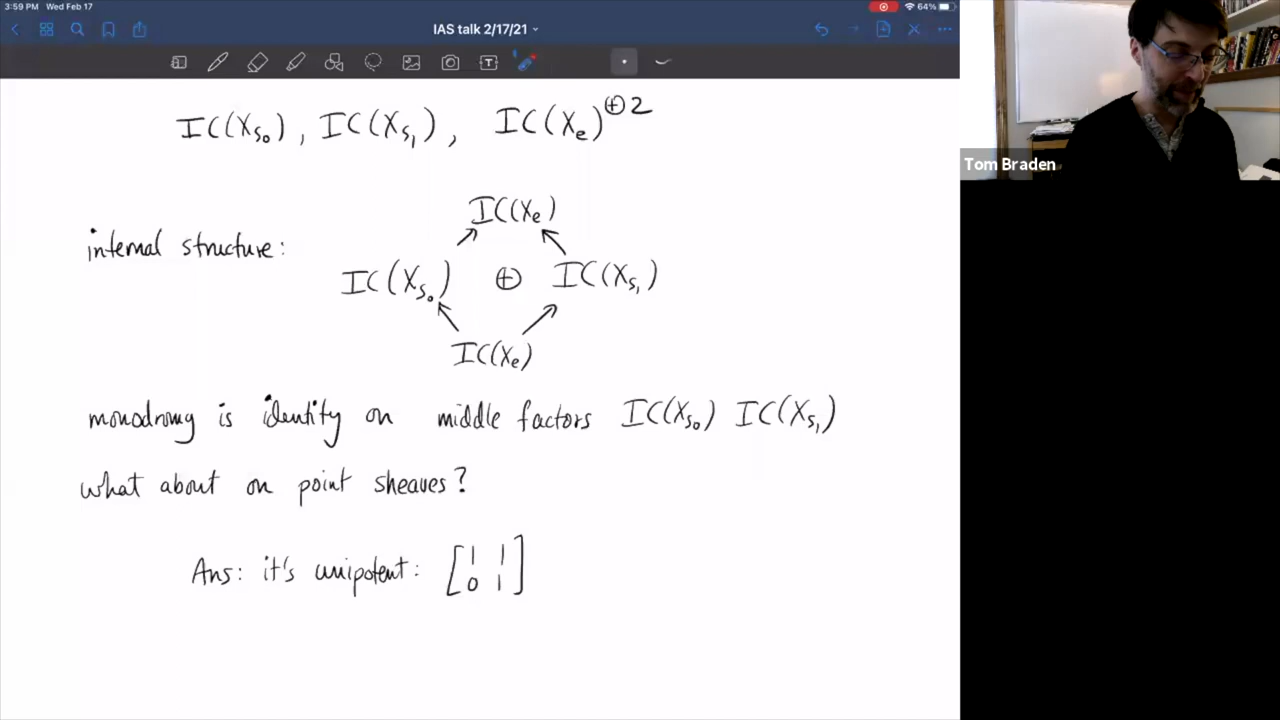 3:59 PM Wed Feb 17
64%
IAS talk 2/17/21
IC(X_{s_0}), IC(X_{s_1}), IC(X_e)^{⊕2}
IC(X_e)
internal structure:
IC(X_{s_0}) ⊕ IC(X_{s_1})
IC(X_e)
monodromy is identity on middle factors IC(X_{s_0}) IC(X_{s_1})
what about on point sheaves?
Ans: it's unipotent: [1 1
0 1]
Tom Braden